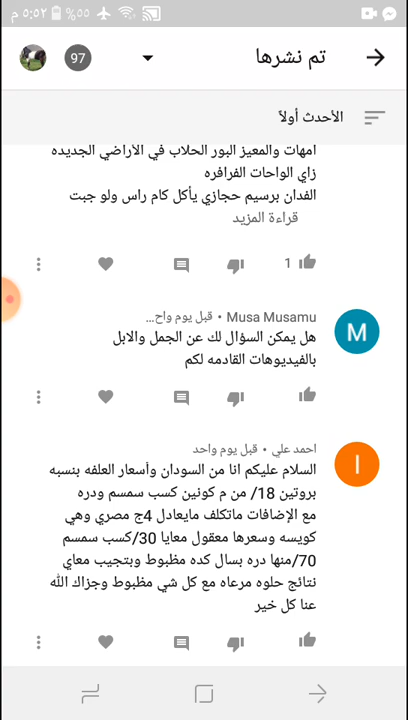 ٥:٥٢ م
٥٥%
تم نشرها
97
الأحدث أولاً
امهات والمعيز البور الحلاب في الأراضي الجديده
زاي الواحات الفرافره
الفدان برسيم حجازي يأكل كام راس ولو جبت
قراءة المزيد
1
Musa Musamu • قبل يوم واح...
هل يمكن السؤال لك عن الجمل والابل
بالفيديوهات القادمه لكم
M
احمد علي • قبل يوم واحد
السلام عليكم انا من السودان وأسعار العلفه بنسبه
بروتين 18/ من م كونين كسب سمسم ودره
مع الإضافات ماتكلف مايعادل 4ج مصري وهي
كويسه وسعرها معقول معايا 30/كسب سمسم
70/منها دره بسال كده مظبوط وبتجيب معاي
نتائج حلوه مرعاه مع كل شي مظبوط وجزاك الله
عنا كل خير
ا